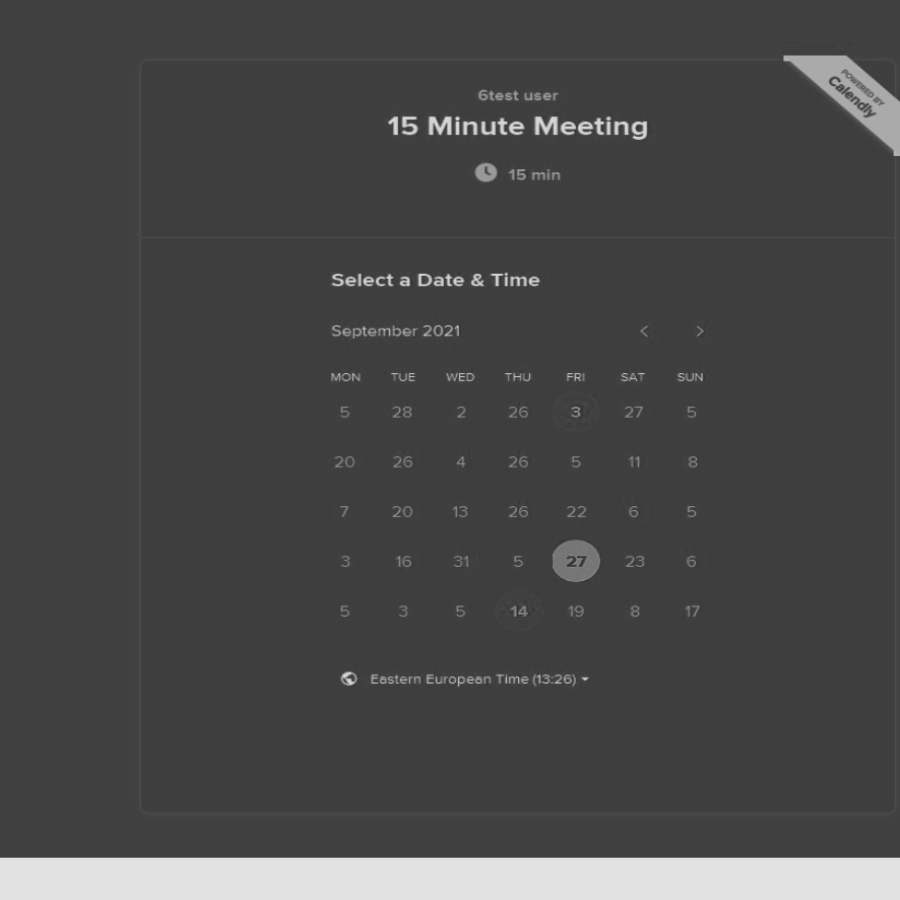 POWERED BY
Calendly
6test user
15 Minute Meeting
15 min
Select a Date & Time
September 2021
MON TUE WED THU FRI SAT SUN
5 28 2 26 3 27 5
20 26 4 26 5 11 8
7 20 13 26 22 6 5
3 16 31 5 27 23 6
5 3 5 14 19 8 17
Eastern European Time (13:26)